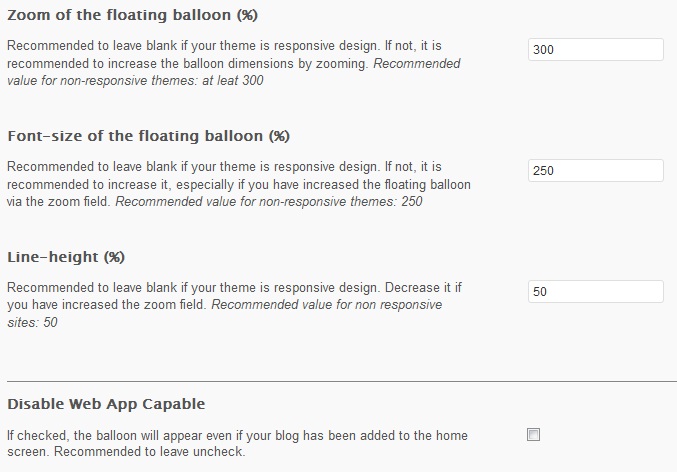 Zoom of the floating balloon (%)
Recommended to leave blank if your theme is responsive design. If not, it is
recommended to increase the balloon dimensions by zooming. Recommended
value for non-responsive themes: at leat 300
300
Font-size of the floating balloon (%)
Recommended to leave blank if your theme is responsive design. If not, it is
recommended to increase it, especially if you have increased the floating balloon
via the zoom field. Recommended value for non-responsive themes: 250
250
Line-height (%)
Recommended to leave blank if your theme is responsive design. Decrease it if
you have increased the zoom field. Recommended value for non responsive
sites: 50
50
Disable Web App Capable
If checked, the balloon will appear even if your blog has been added to the home
screen. Recommended to leave uncheck.